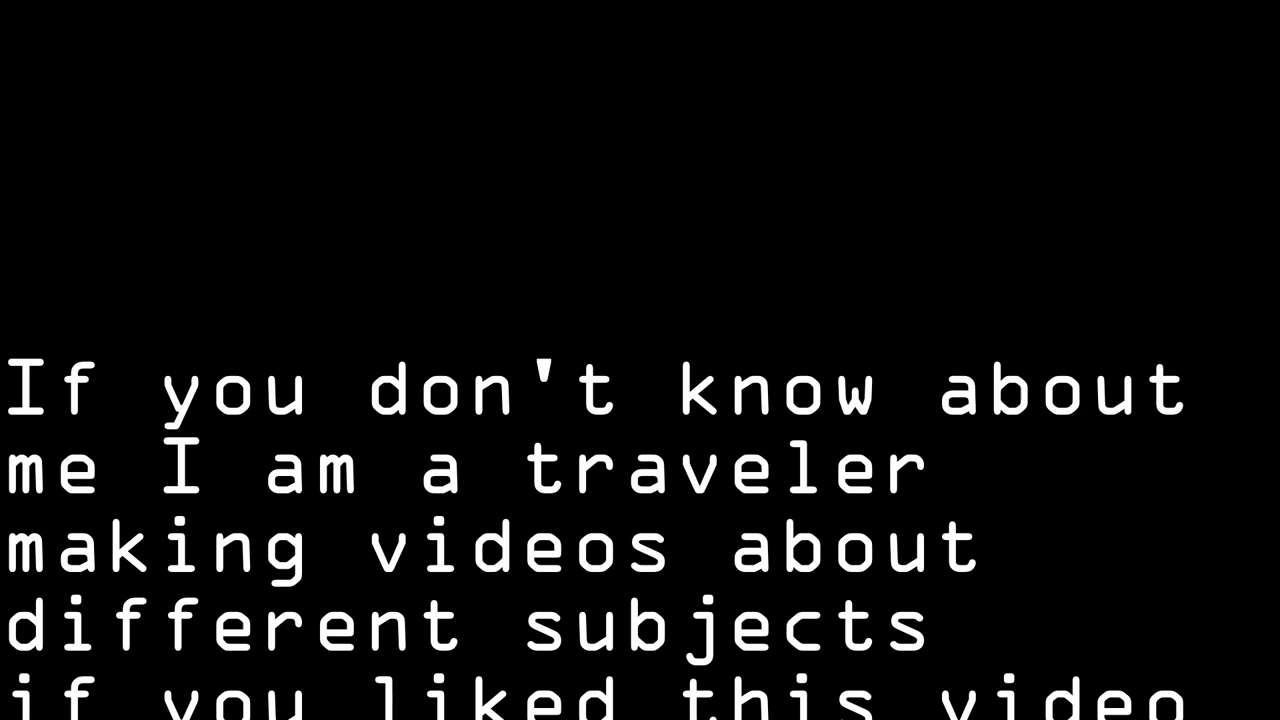 If you don't know about
me I am a traveler
making videos about
different subjects
if you liked this video